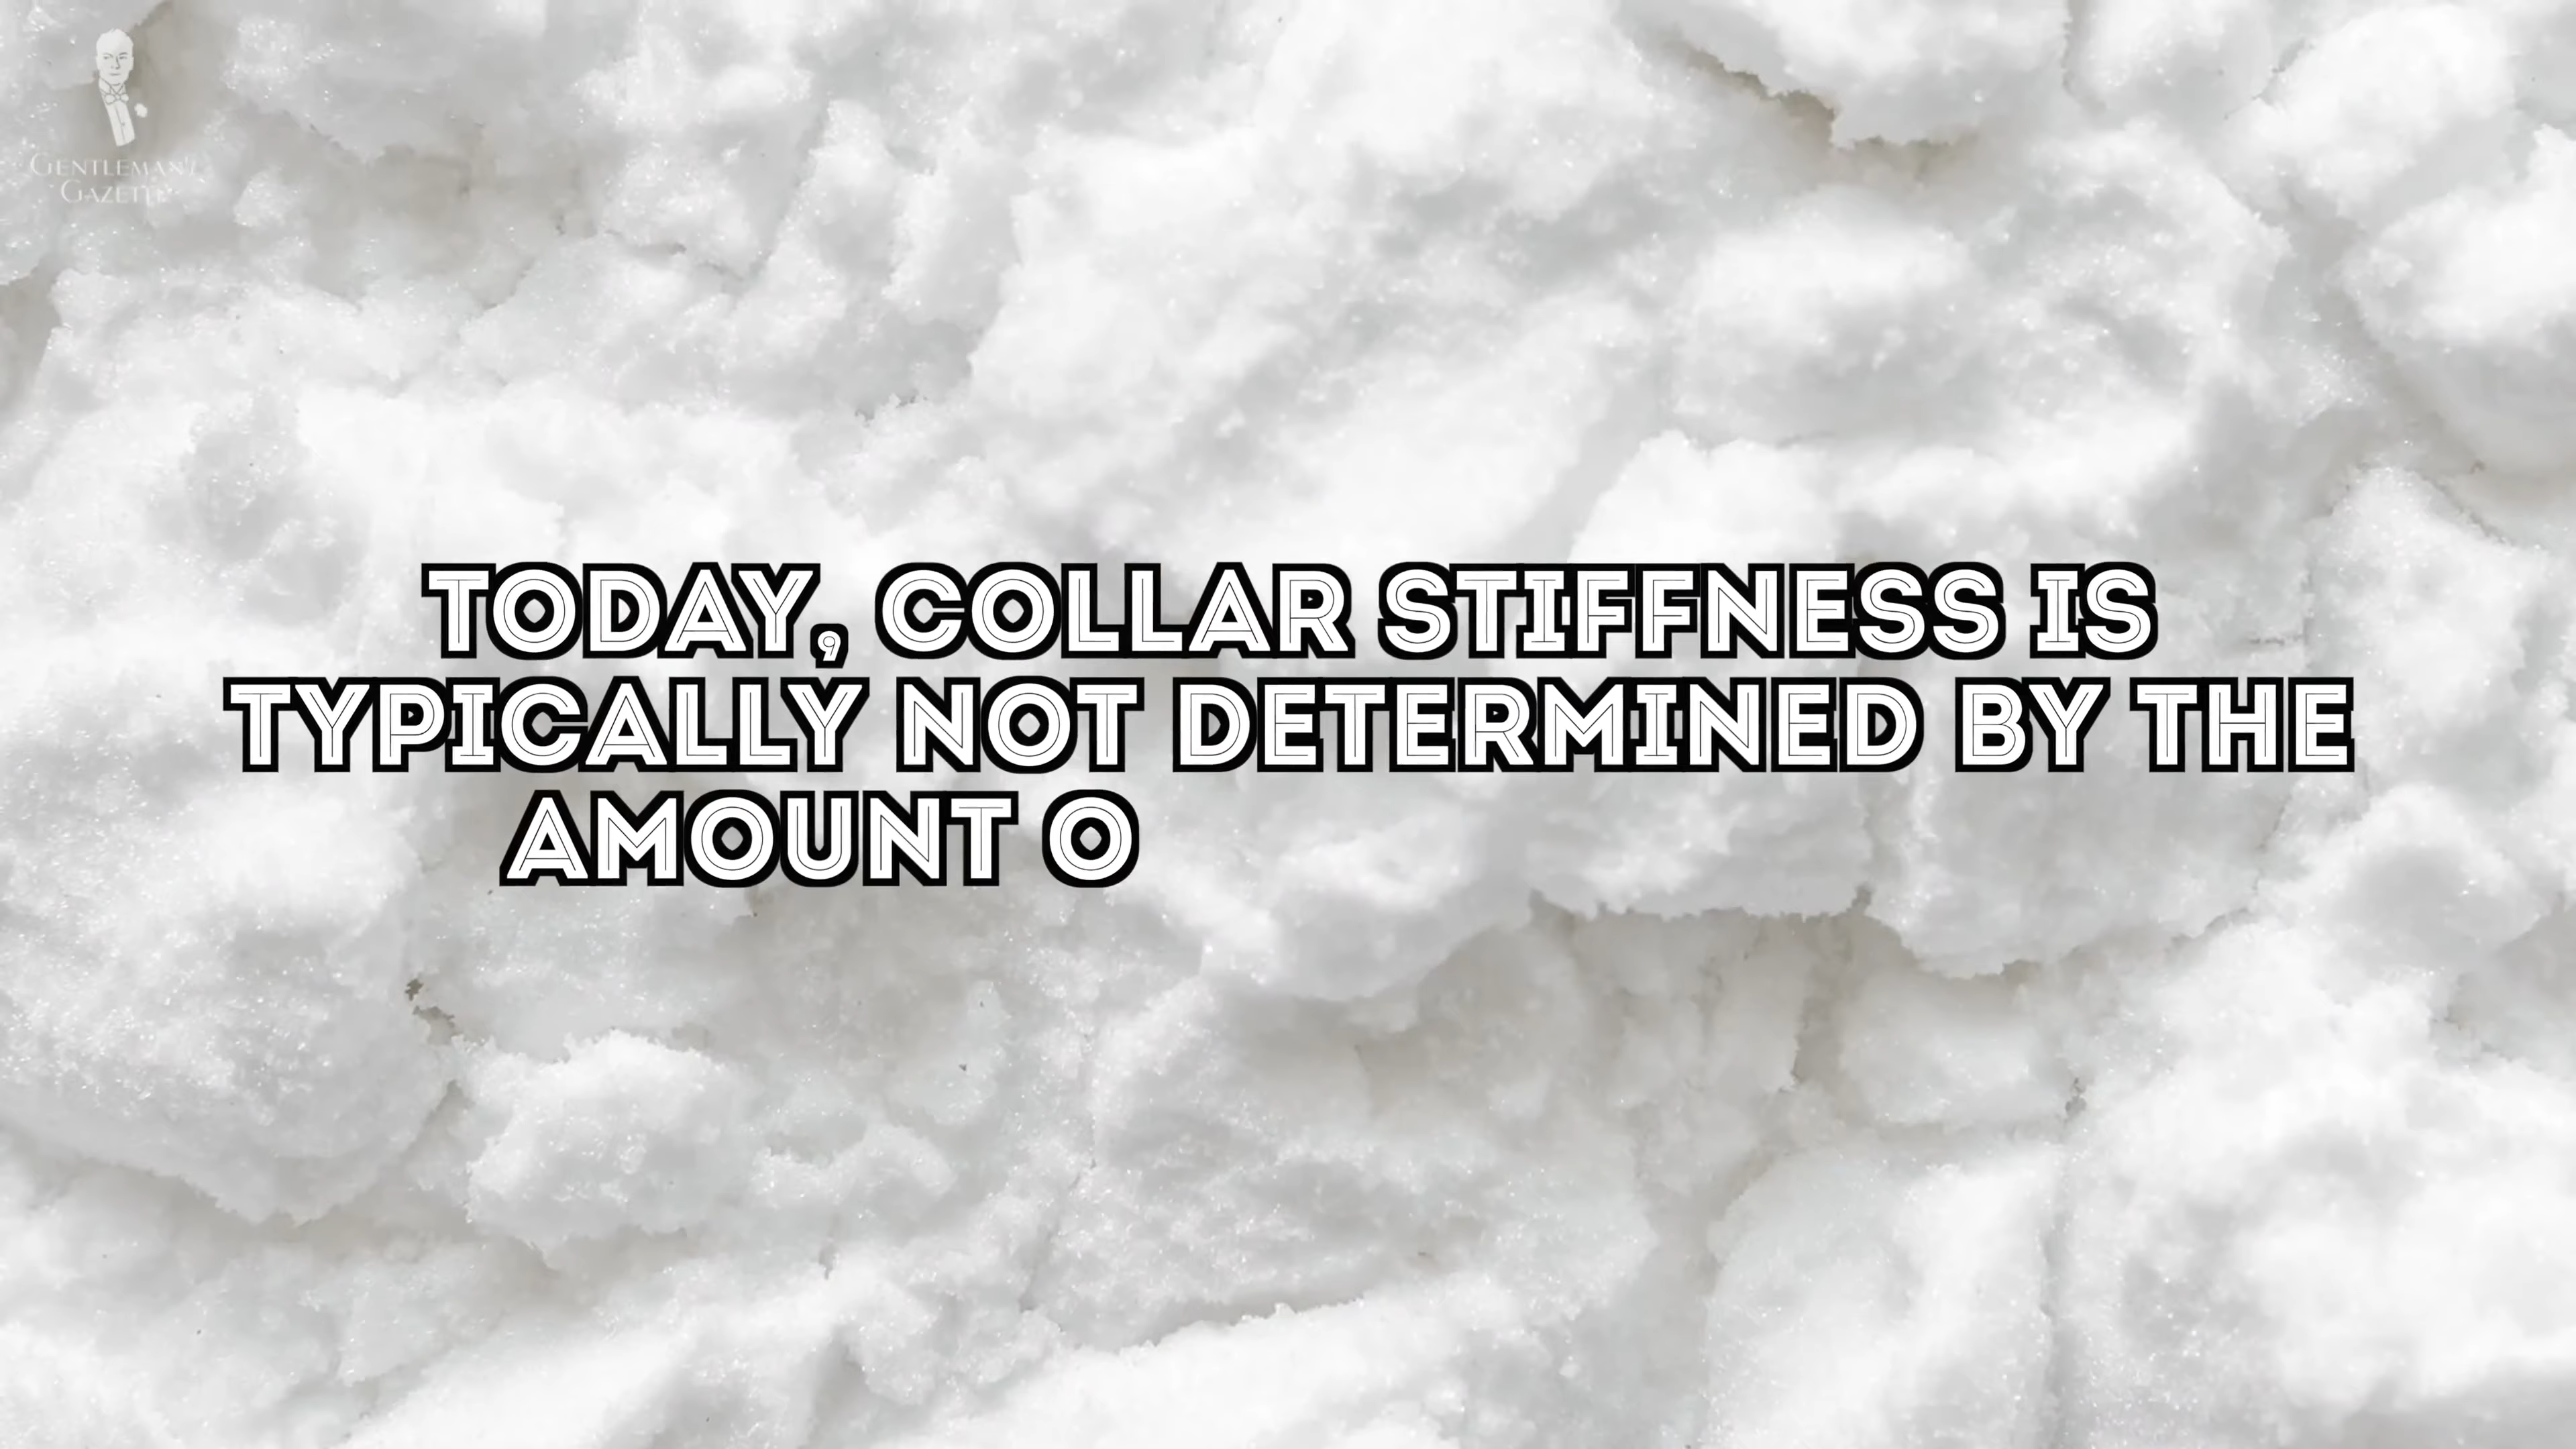 GENTLEMAN'S
GAZETTE
TODAY, COLLAR STIFFNESS IS
TYPICALLY NOT DETERMINED BY THE
AMOUNT O